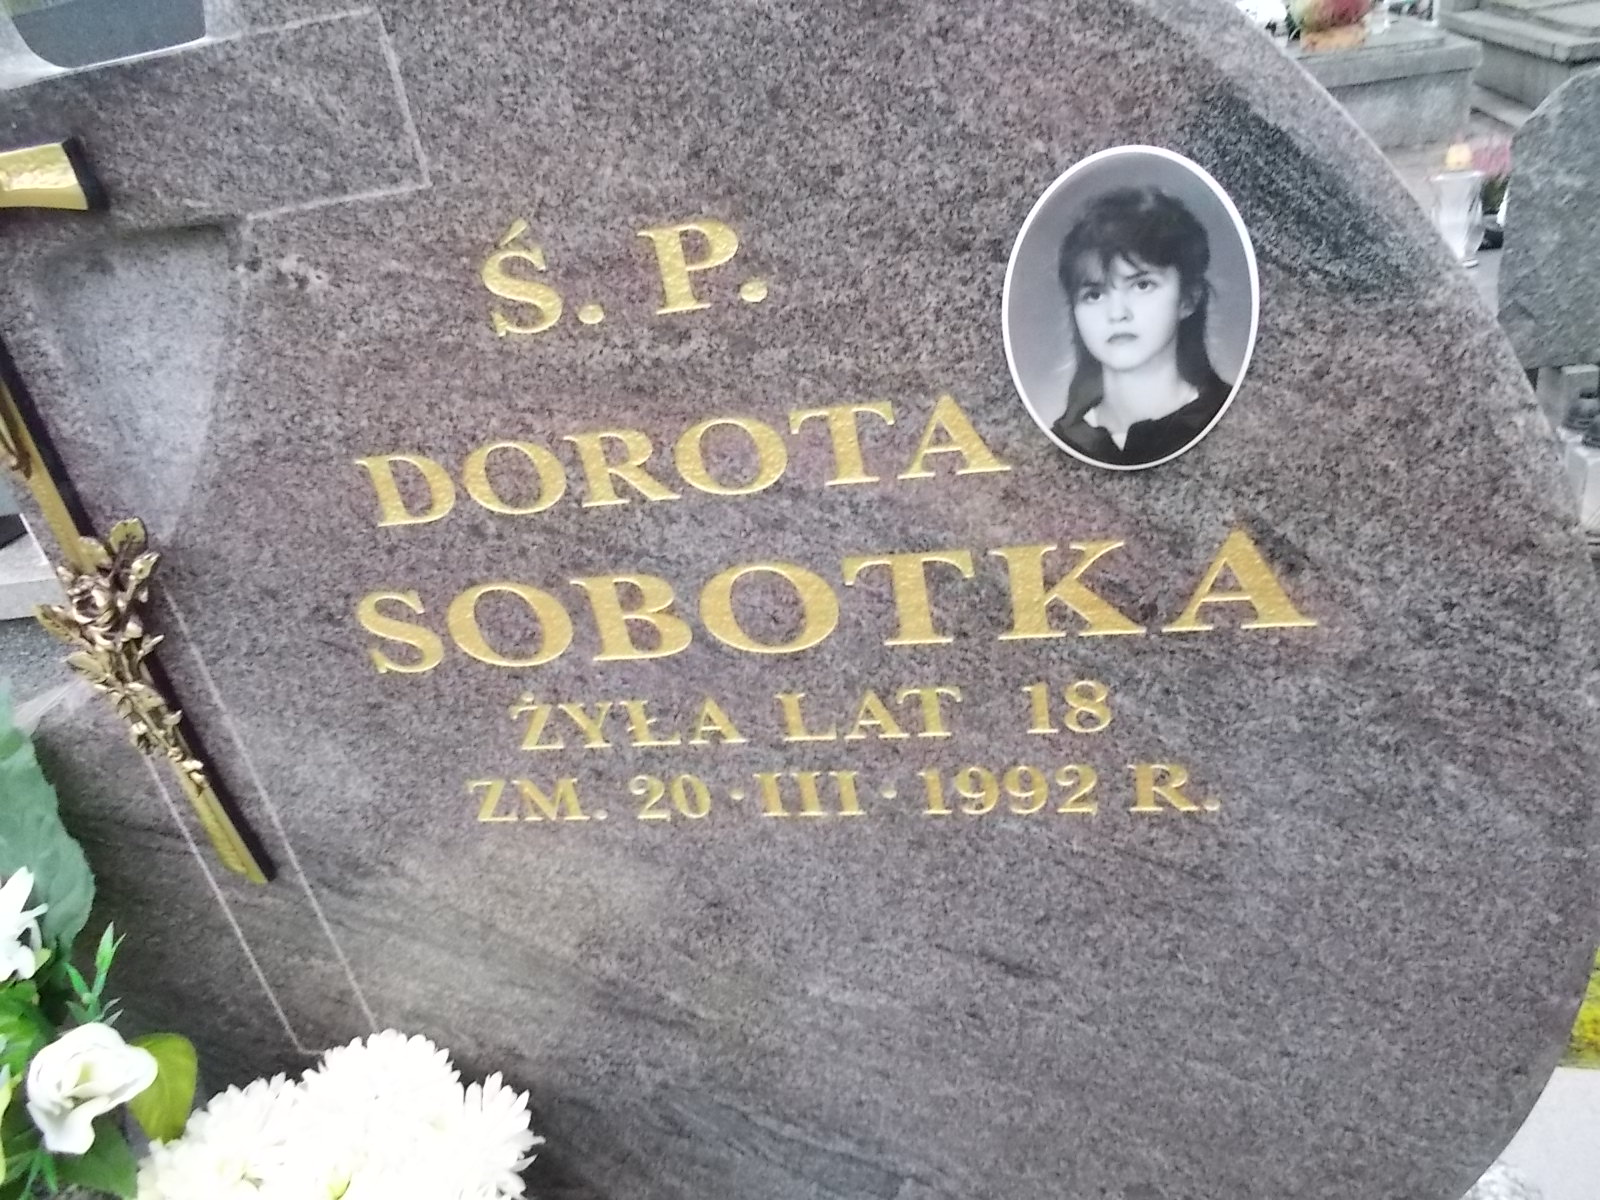 Ś. P.
DOROTA
SOBOTKA
ŻYŁA LAT 18
ZM. 20·III·1992 R.